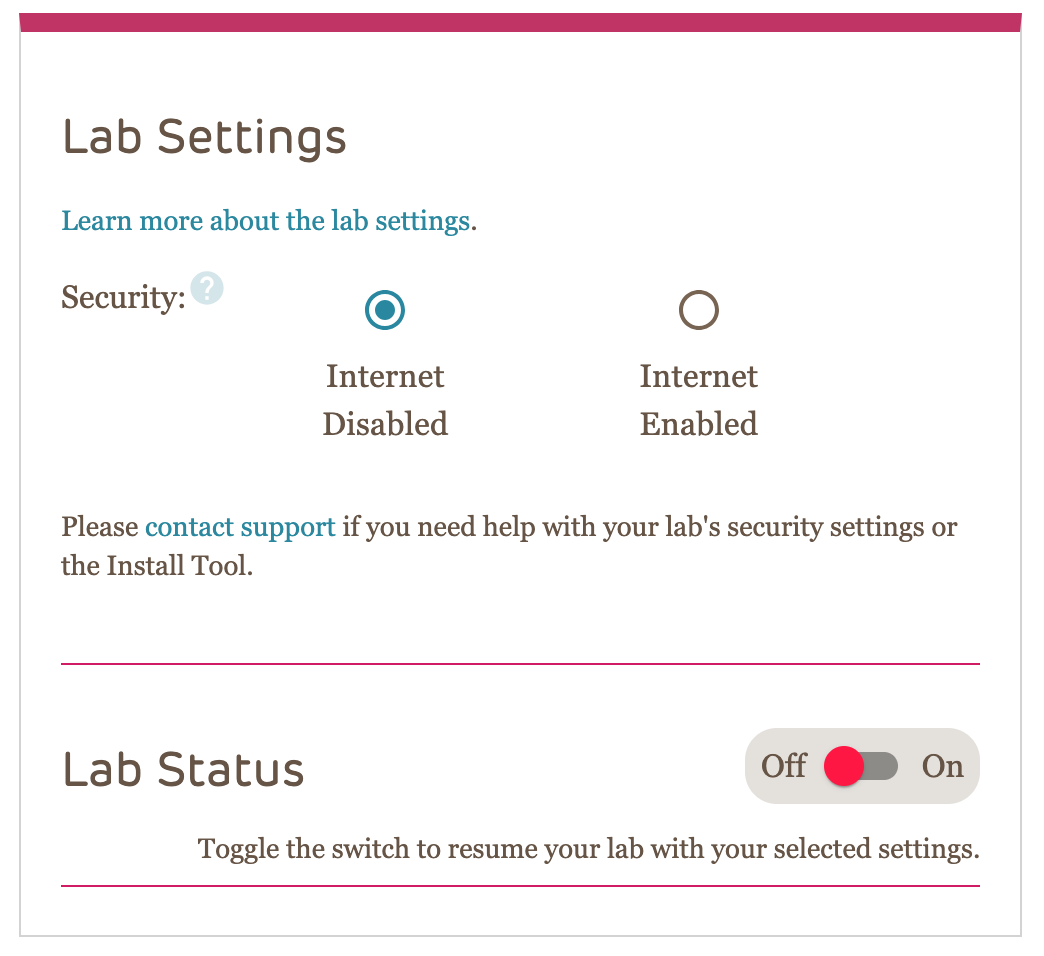 Lab Settings
Learn more about the lab settings.
Security: ?
Internet
Disabled
Internet
Enabled
Please contact support if you need help with your lab's security settings or
the Install Tool.
Lab Status
Off On
Toggle the switch to resume your lab with your selected settings.